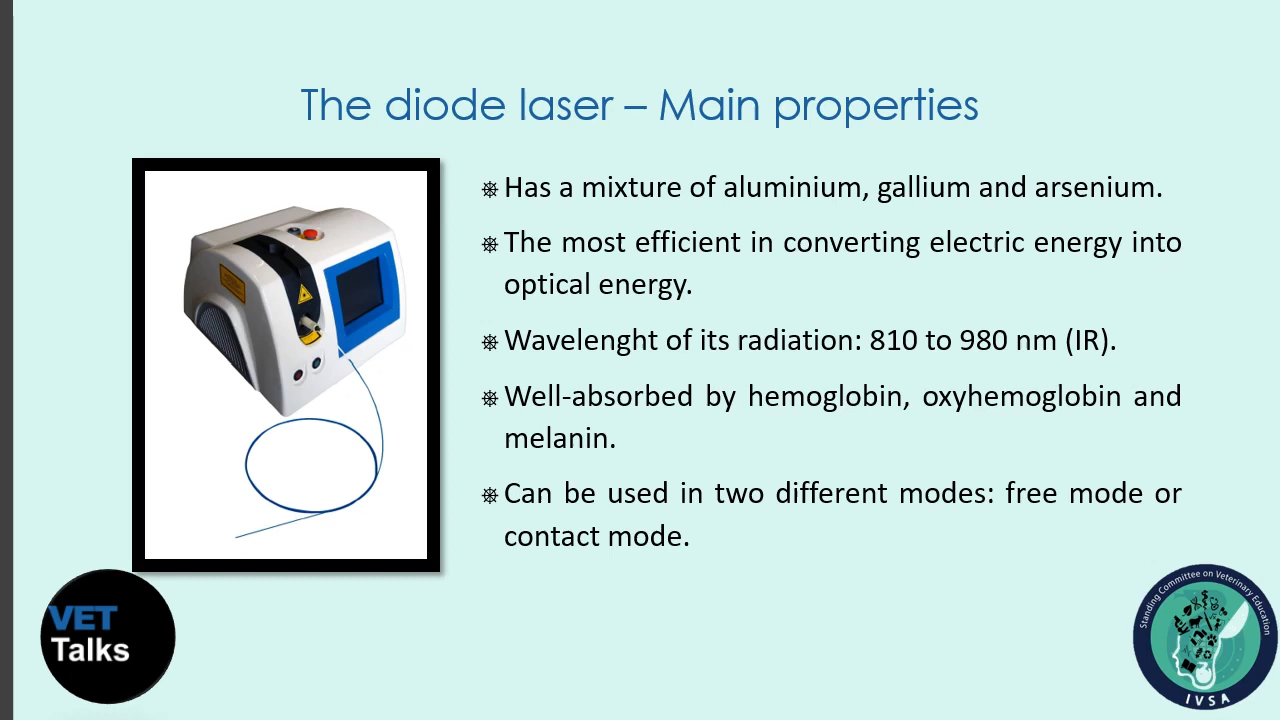 The diode laser – Main properties
Has a mixture of aluminium, gallium and arsenium.
The most efficient in converting electric energy into
optical energy.
Wavelenght of its radiation: 810 to 980 nm (IR).
Well-absorbed by hemoglobin, oxyhemoglobin and
melanin.
Can be used in two different modes: free mode or
contact mode.
VET
Talks
Standing Committee on Veterinary Education
IVSA